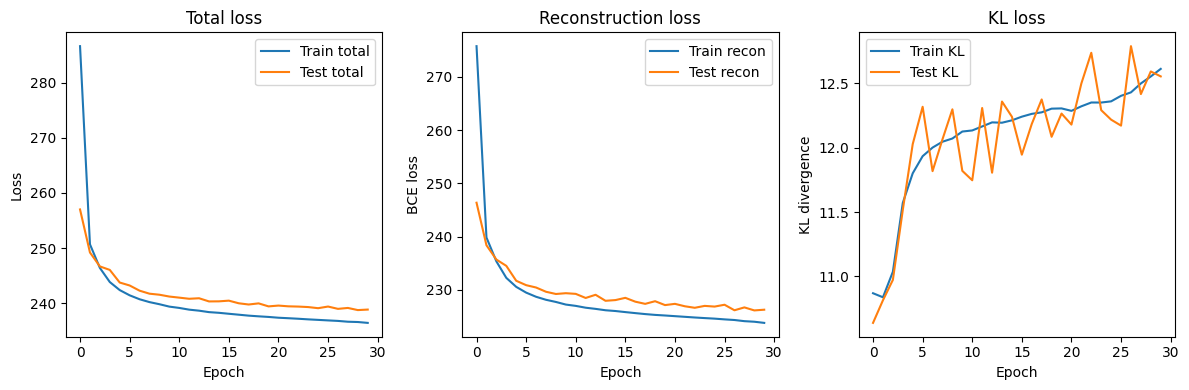 Total loss
Loss
280
270
260
250
240
0 5 10 15 20 25 30
Epoch
Train total
Test total
Reconstruction loss
BCE loss
270
260
250
240
230
0 5 10 15 20 25 30
Epoch
Train recon
Test recon
KL loss
KL divergence
12.5
12.0
11.5
11.0
0 5 10 15 20 25 30
Epoch
Train KL
Test KL